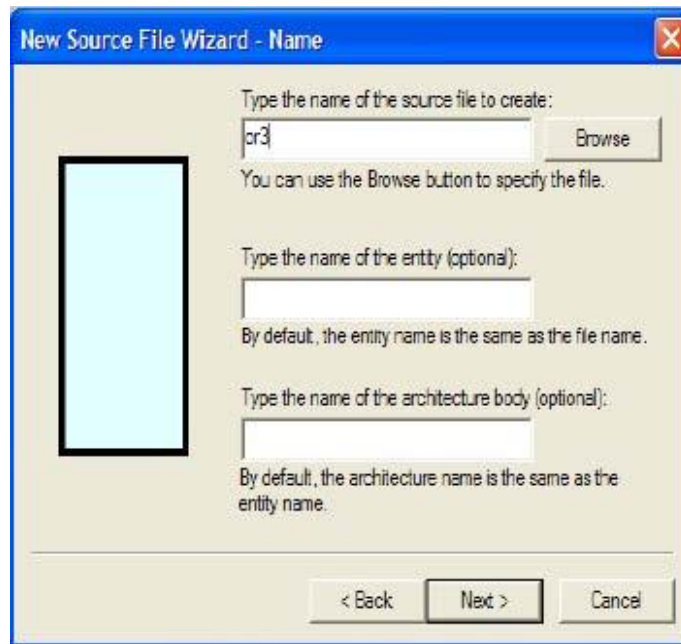 New Source File Wizard - Name
Type the name of the source file to create:
or3
Browse
You can use the Browse button to specify the file.
Type the name of the entity (optional):
By default, the entity name is the same as the file name.
Type the name of the architecture body (optional):
By default, the architecture name is the same as the
entity name.
< Back
Next >
Cancel